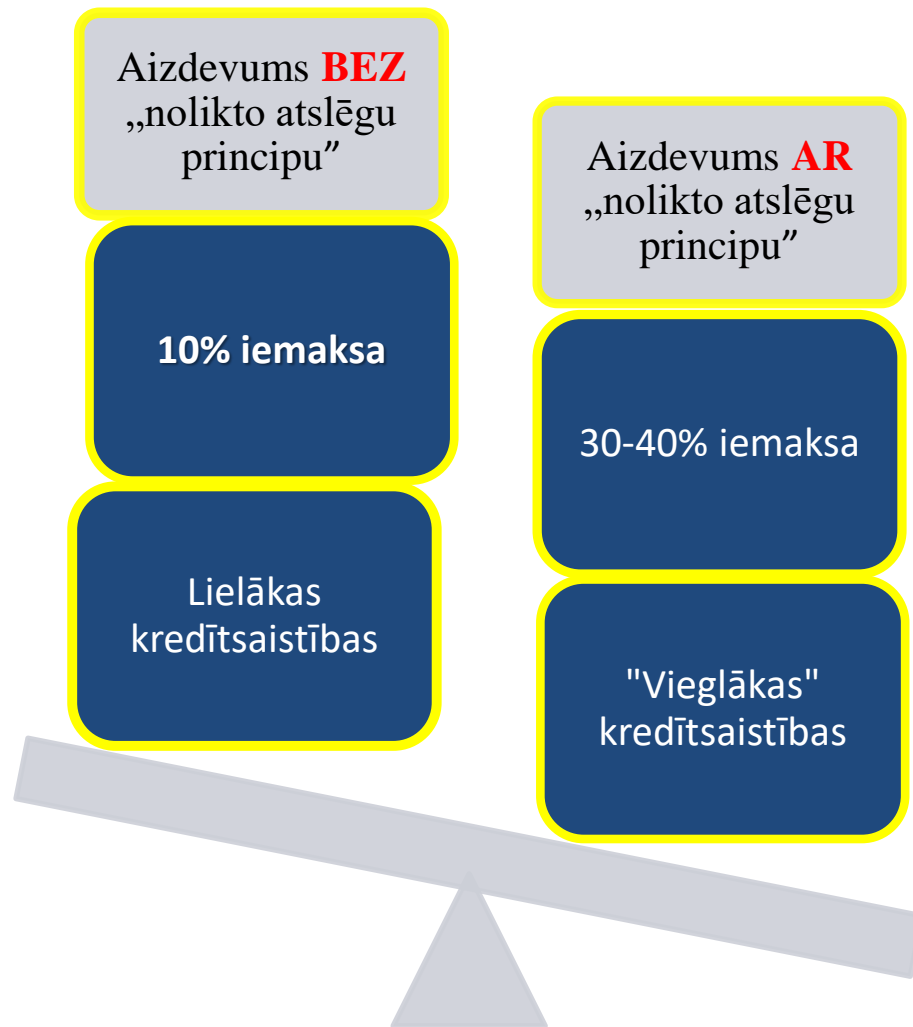 Aizdevums BEZ
„nolikto atslēgu
principu”
10% iemaksa
Lielākas
kredītsaistības
Aizdevums AR
„nolikto atslēgu
principu”
30-40% iemaksa
"Vieglākas"
kredītsaistības